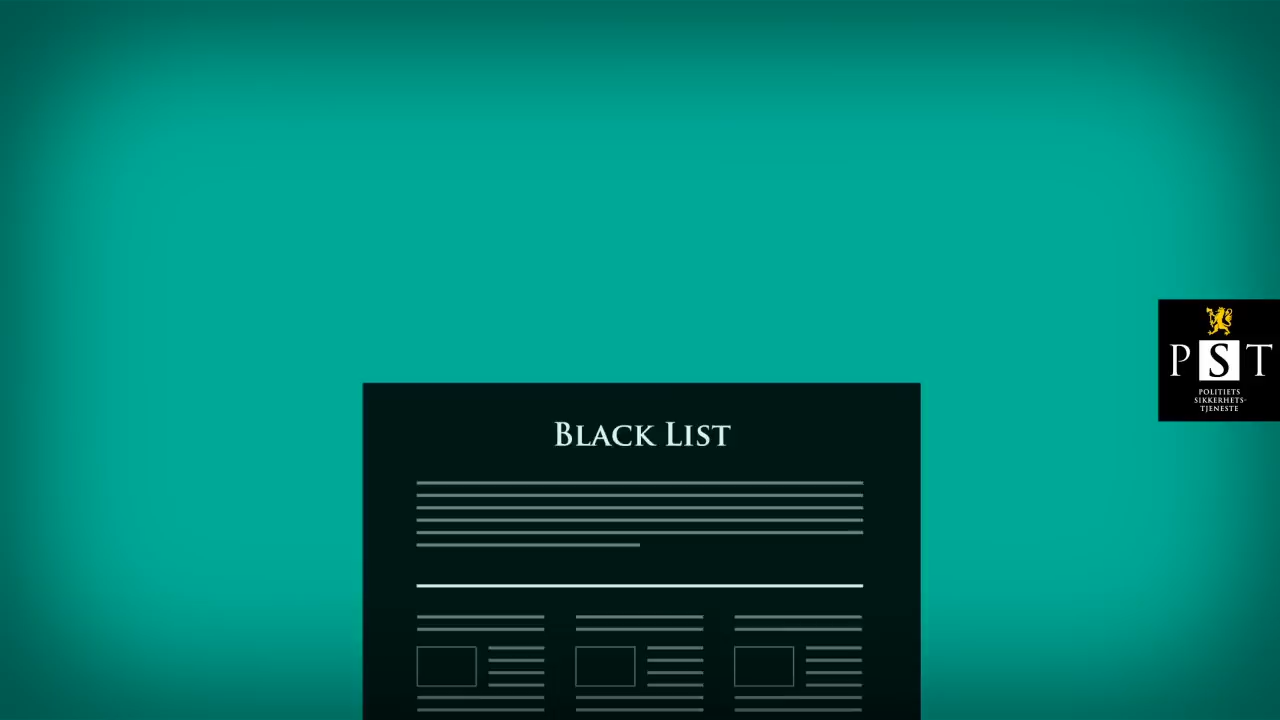 Black List
PST
POLITIETS
SIKKERHETS-
TJENESTE